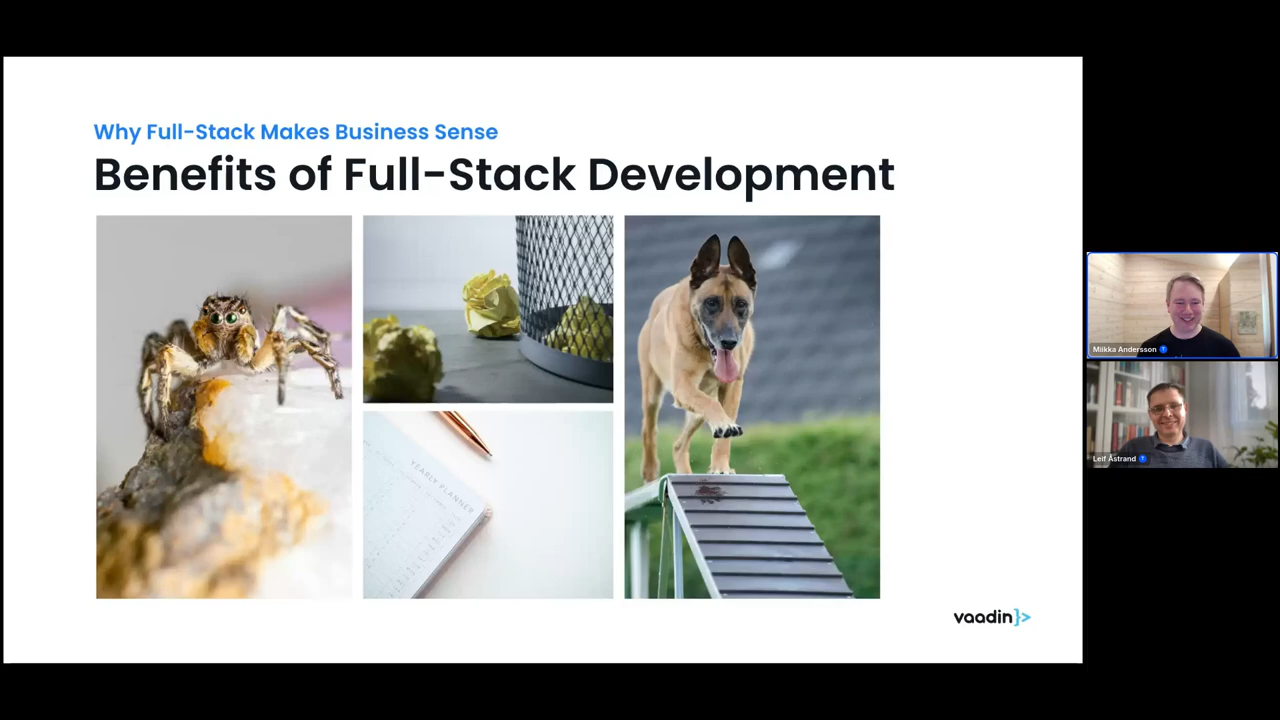 Why Full-Stack Makes Business Sense
Benefits of Full-Stack Development
YEARLY PLANNER
vaadin}>
Miikka Andersson
Leif Åstrand